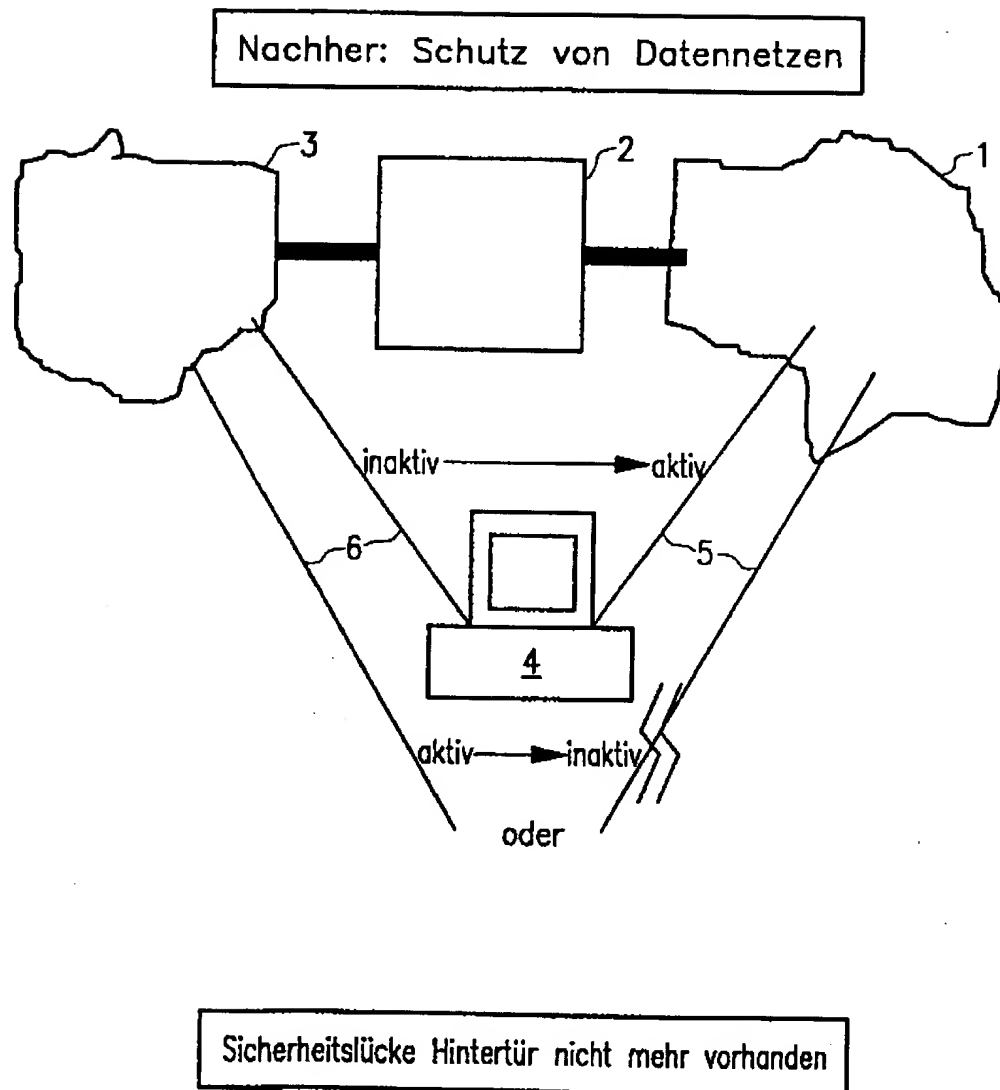 Nachher: Schutz von Datennetzen
3
2
1
inaktiv
aktiv
6
5
4
aktiv
inaktiv
oder
Sicherheitslücke Hintertür nicht mehr vorhanden